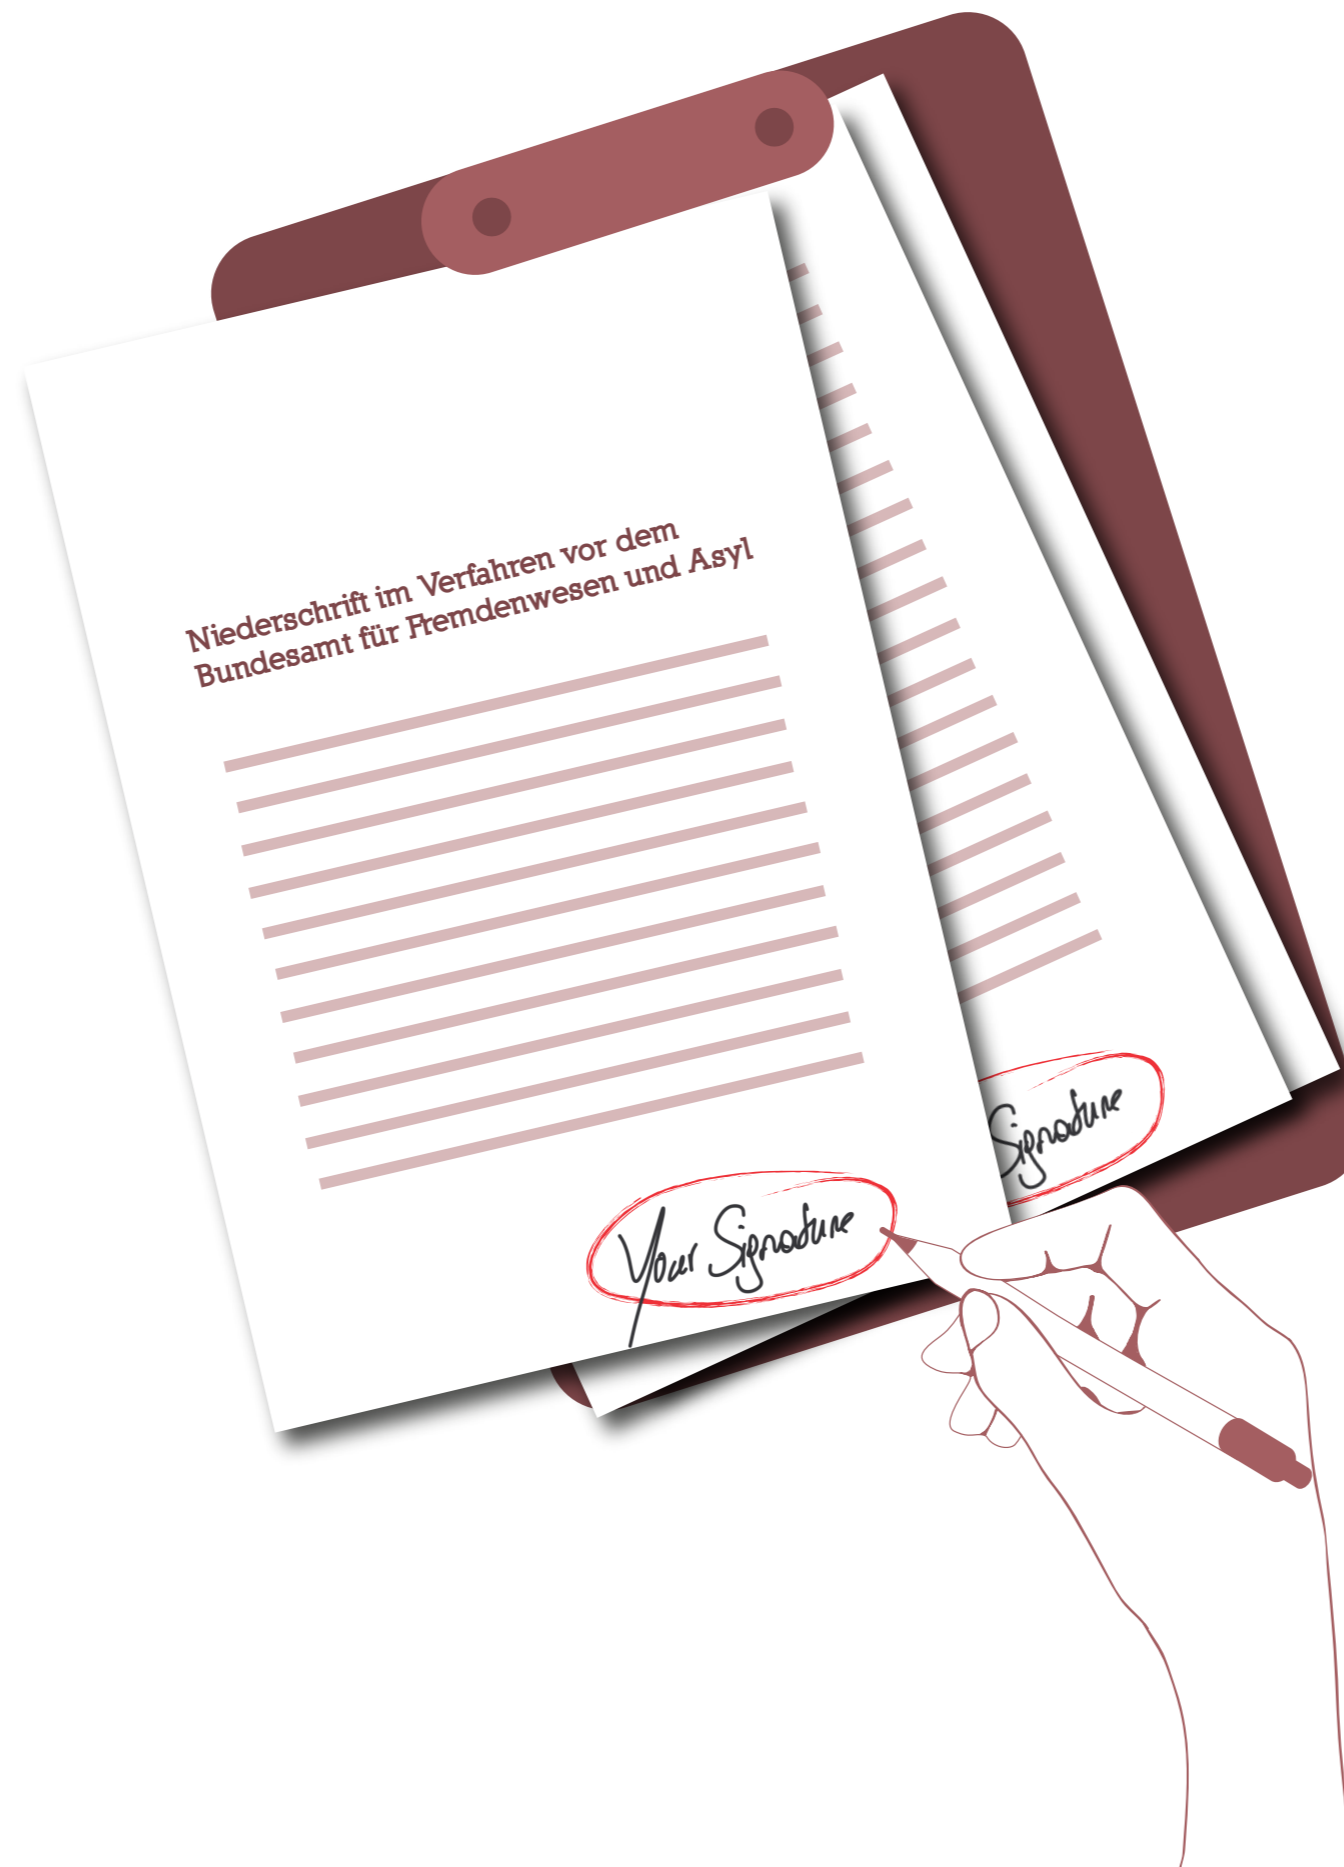 Niederschrift im Verfahren vor dem
Bundesamt für Fremdenwesen und Asyl
Your Signature
Signature